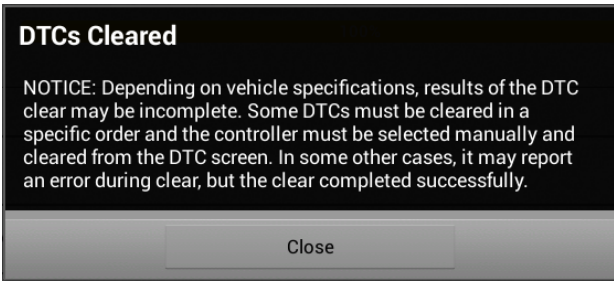 DTCs Cleared
NOTICE: Depending on vehicle specifications, results of the DTC
clear may be incomplete. Some DTCs must be cleared in a
specific order and the controller must be selected manually and
cleared from the DTC screen. In some other cases, it may report
an error during clear, but the clear completed successfully.
Close